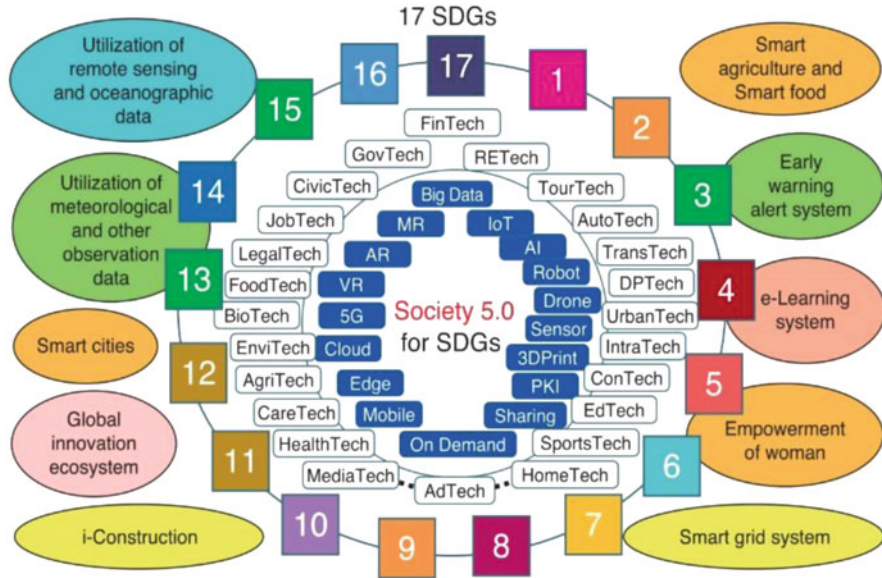 17 SDGs
Utilization of
remote sensing
and oceanographic
data
16
17
1
Smart
agriculture and
Smart food
15
2
FinTech
GovTech
RETech
14
Utilization of
meteorological
and other
observation
data
CivicTech
Big Data
TourTech
3
Early
warning
alert system
JobTech
MR
IoT
AutoTech
LegalTech
AR
AI
TransTech
13
FoodTech
VR
Robot
DPTech
4
BioTech
5G
Society 5.0
for SDGs
Drone
UrbanTech
e-Learning
system
Sensor
Smart cities
12
EnviTech
Cloud
3DPrint
IntraTech
AgriTech
Edge
PKI
ConTech
5
CareTech
Mobile
Sharing
EdTech
Global
innovation
ecosystem
11
HealthTech
On Demand
SportsTech
6
Empowerment
of woman
MediaTech
AdTech
HomeTech
i-Construction
10
9
8
7
Smart grid system